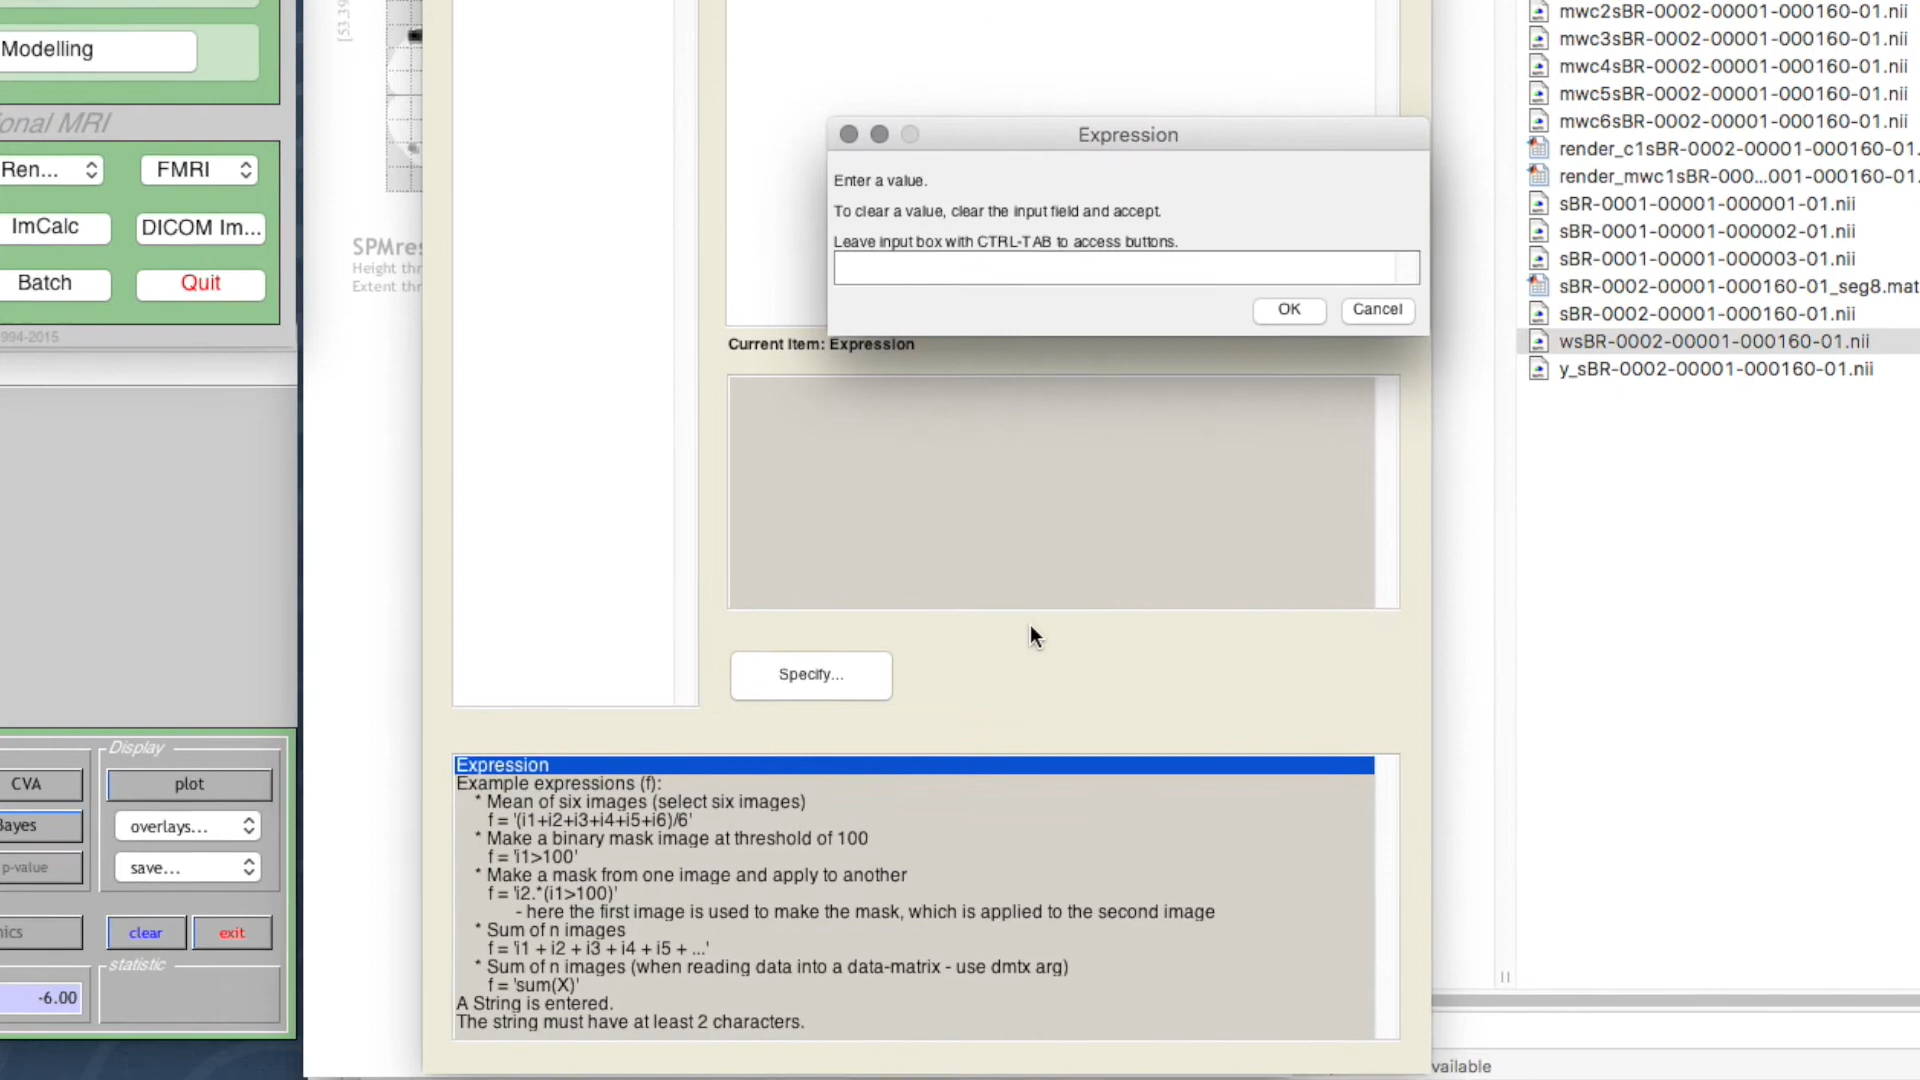 Modelling
onal MRI
Ren...
FMRI
ImCalc
DICOM Im...
Batch
Quit
994-2015
[53.39
SPMres
Height thr
Extent thr
Expression
Enter a value.
To clear a value, clear the input field and accept.
Leave input box with CTRL-TAB to access buttons.
OK
Cancel
Current Item: Expression
Specify...
Expression
Example expressions (f):
* Mean of six images (select six images)
f = '(i1+i2+i3+i4+i5+i6)/6'
* Make a binary mask image at threshold of 100
f = 'i1>100'
* Make a mask from one image and apply to another
f = 'i2.*(i1>100)'
- here the first image is used to make the mask, which is applied to the second image
* Sum of n images
f = 'i1 + i2 + i3 + i4 + i5 + ...'
* Sum of n images (when reading data into a data-matrix - use dmtx arg)
f = 'sum(X)'
A String is entered.
The string must have at least 2 characters.
Display
CVA
plot
Bayes
overlays...
p-value
save...
nics
clear
exit
statistic
-6.00
mwc2sBR-0002-00001-000160-01.nii
mwc3sBR-0002-00001-000160-01.nii
mwc4sBR-0002-00001-000160-01.nii
mwc5sBR-0002-00001-000160-01.nii
mwc6sBR-0002-00001-000160-01.nii
render_c1sBR-0002-00001-000160-01.
render_mwc1sBR-000...001-000160-01.
sBR-0001-00001-000001-01.nii
sBR-0001-00001-000002-01.nii
sBR-0001-00001-000003-01.nii
sBR-0002-00001-000160-01_seg8.mat
sBR-0002-00001-000160-01.nii
wsBR-0002-00001-000160-01.nii
y_sBR-0002-00001-000160-01.nii
vailable